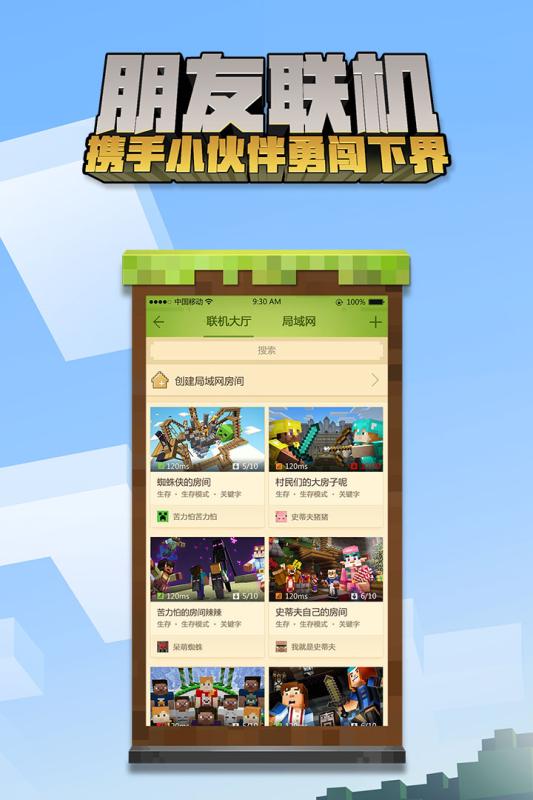 朋友联机
携手小伙伴勇闯下界
中国移动 9:30 AM 100%
联机大厅 局域网
搜索
创建局域网房间
120ms 5/10
120ms
蜘蛛侠的房间
村民们的大房子呢
生存 · 生存模式 · 关键字
生存 · 生存模式 · 关键字
苦力怕苦力怕
史蒂夫猪猪
120ms 5/10
120ms 6/10
苦力怕的房间辣辣
史蒂夫自己的房间
生存 · 生存模式 · 关键字
生存 · 生存模式 · 关键字
呆萌蜘蛛
我就是史蒂夫
120ms 5/10
120ms 6/10